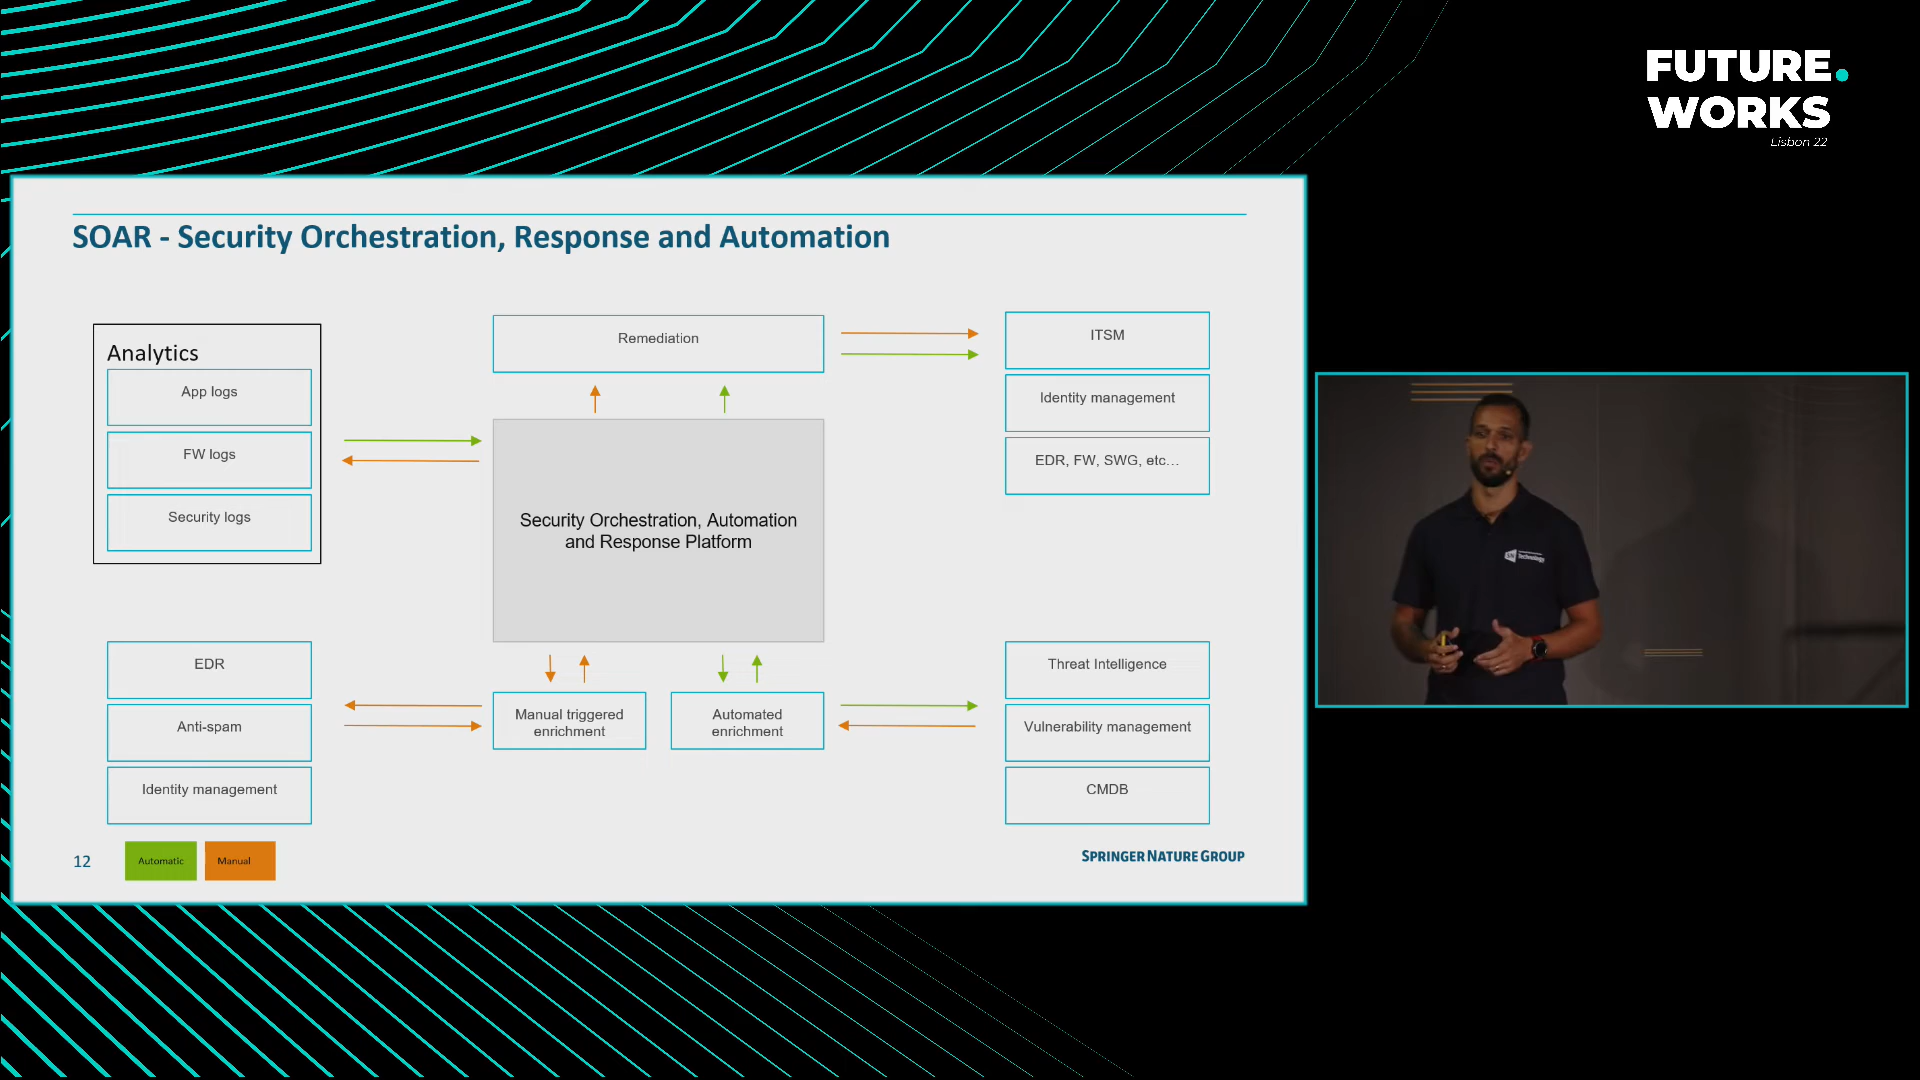 FUTURE.
WORKS
Lisbon 22
SOAR - Security Orchestration, Response and Automation
Analytics
App logs
FW logs
Security logs
Remediation
ITSM
Identity management
EDR, FW, SWG, etc...
Security Orchestration, Automation
and Response Platform
EDR
Anti-spam
Identity management
Manual triggered
enrichment
Automated
enrichment
Threat Intelligence
Vulnerability management
CMDB
12
Automatic
Manual
SPRINGER NATURE GROUP
Technology